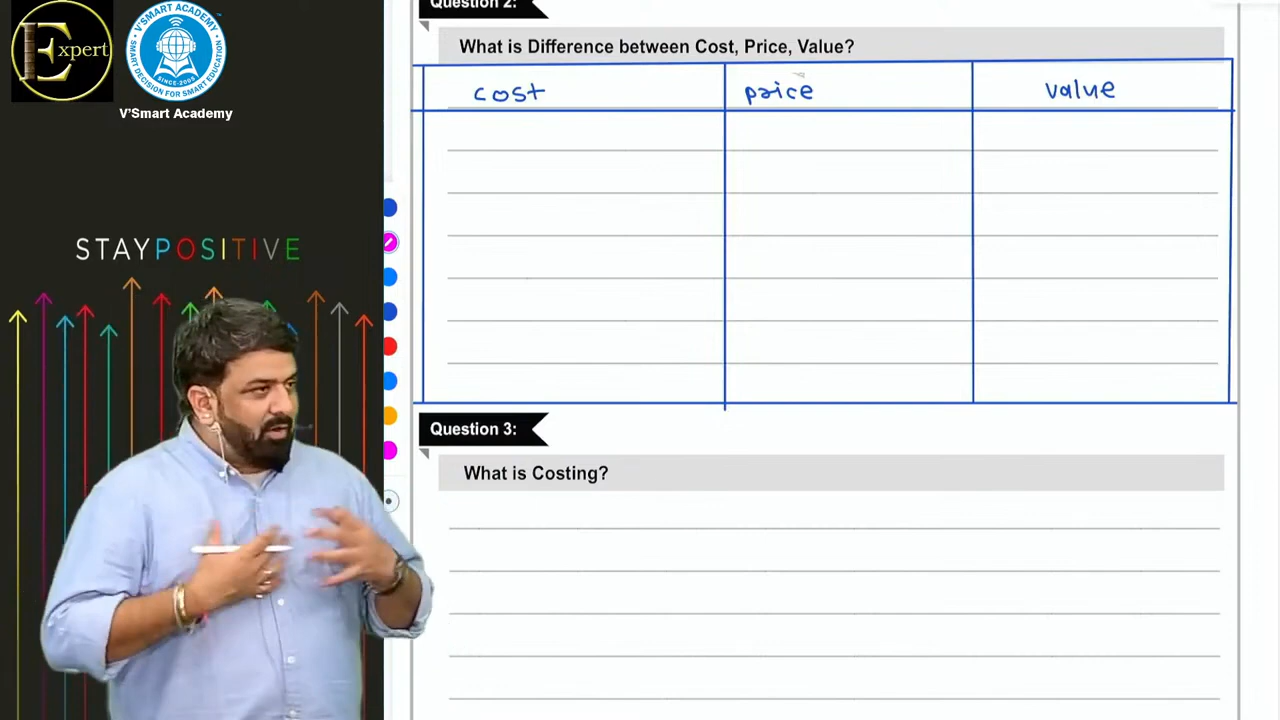 Expert
V'SMART ACADEMY
SMART DECISION FOR SMART EDUCATION
SINCE-2005
V'Smart Academy
STAYPOSITIVE
Question 2:
What is Difference between Cost, Price, Value?
cost price value
Question 3:
What is Costing?